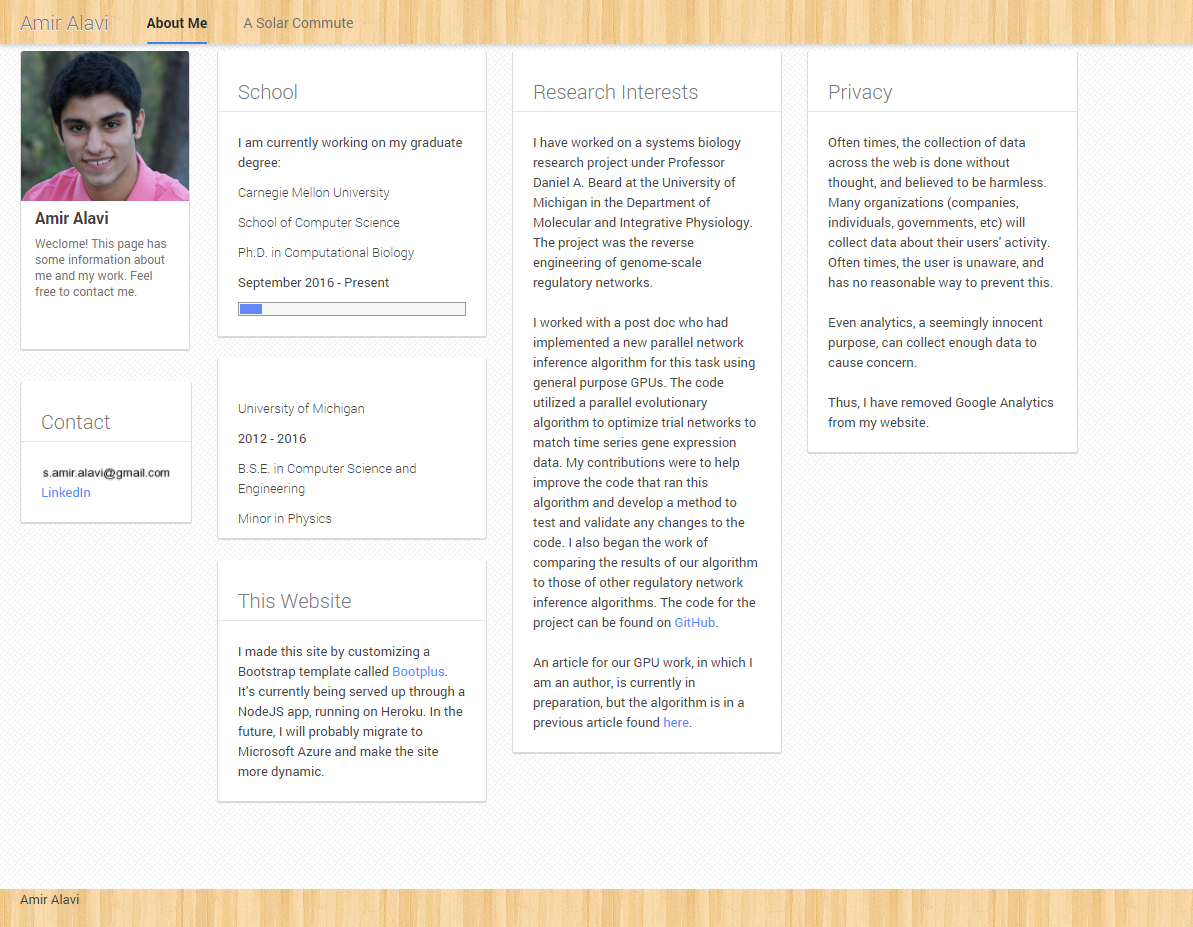 Amir Alavi
About Me
A Solar Commute
Amir Alavi
Weclome! This page has
some information about
me and my work. Feel
free to contact me.
Contact
s.amir.alavi@gmail.com
LinkedIn
School
I am currently working on my graduate
degree:
Carnegie Mellon University
School of Computer Science
Ph.D. in Computational Biology
September 2016 - Present
University of Michigan
2012 - 2016
B.S.E. in Computer Science and
Engineering
Minor in Physics
This Website
I made this site by customizing a
Bootstrap template called Bootplus.
It's currently being served up through a
NodeJS app, running on Heroku. In the
future, I will probably migrate to
Microsoft Azure and make the site
more dynamic.
Research Interests
I have worked on a systems biology
research project under Professor
Daniel A. Beard at the University of
Michigan in the Department of
Molecular and Integrative Physiology.
The project was the reverse
engineering of genome-scale
regulatory networks.
I worked with a post doc who had
implemented a new parallel network
inference algorithm for this task using
general purpose GPUs. The code
utilized a parallel evolutionary
algorithm to optimize trial networks to
match time series gene expression
data. My contributions were to help
improve the code that ran this
algorithm and develop a method to
test and validate any changes to the
code. I also began the work of
comparing the results of our algorithm
to those of other regulatory network
inference algorithms. The code for the
project can be found on GitHub.
An article for our GPU work, in which I
am an author, is currently in
preparation, but the algorithm is in a
previous article found here.
Privacy
Often times, the collection of data
across the web is done without
thought, and believed to be harmless.
Many organizations (companies,
individuals, governments, etc) will
collect data about their users' activity.
Often times, the user is unaware, and
has no reasonable way to prevent this.
Even analytics, a seemingly innocent
purpose, can collect enough data to
cause concern.
Thus, I have removed Google Analytics
from my website.
Amir Alavi